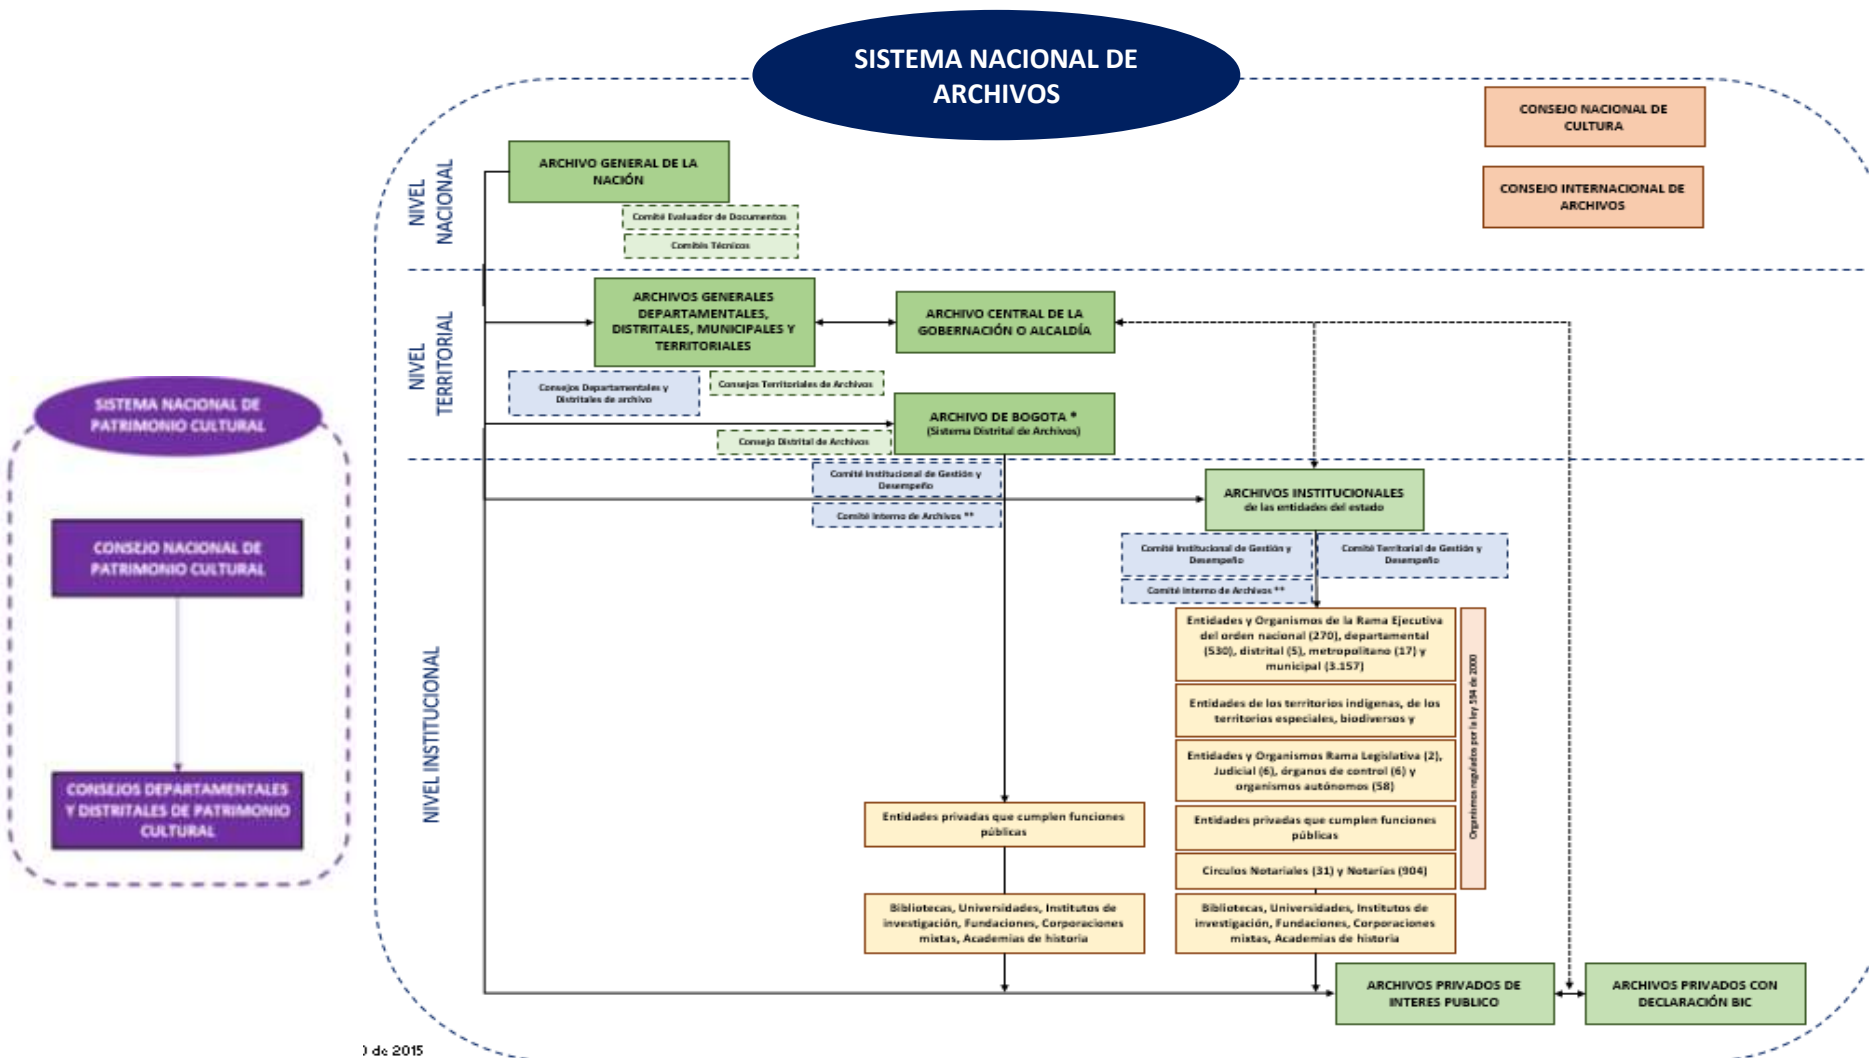 SISTEMA NACIONAL DE
ARCHIVOS
CONSEJO NACIONAL DE
CULTURA
CONSEJO INTERNACIONAL DE
ARCHIVOS
NIVEL
NACIONAL
ARCHIVO GENERAL DE LA
NACIÓN
Comité Evaluador de Documentos
Comités Técnicos
NIVEL
TERRITORIAL
ARCHIVOS GENERALES
DEPARTAMENTALES,
DISTRITALES, MUNICIPALES Y
TERRITORIALES
ARCHIVO CENTRAL DE LA
GOBERNACIÓN O ALCALDÍA
Consejos Departamentales y
Distritales de archivo
Consejos Territoriales de Archivos
ARCHIVO DE BOGOTA *
(Sistema Distrital de Archivos)
Consejo Distrital de Archivos
SISTEMA NACIONAL DE
PATRIMONIO CULTURAL
CONSEJO NACIONAL DE
PATRIMONIO CULTURAL
CONSEJOS DEPARTAMENTALES
Y DISTRITALES DE PATRIMONIO
CULTURAL
NIVEL INSTITUCIONAL
Comité Institucional de Gestión y
Desempeño
Comité Interno de Archivos **
ARCHIVOS INSTITUCIONALES
de las entidades del estado
Comité Institucional de Gestión y
Desempeño
Comité Territorial de Gestión y
Desempeño
Comité Interno de Archivos **
Entidades y Organismos de la Rama Ejecutiva
del orden nacional (270), departamental
(530), distrital (5), metropolitano (17) y
municipal (3.157)
Entidades de los territorios indígenas, de los
territorios especiales, biodiversos y
Entidades y Organismos Rama Legislativa (2),
Judicial (6), órganos de control (6) y
organismos autónomos (58)
Entidades privadas que cumplen funciones
públicas
Círculos Notariales (31) y Notarías (904)
Organismos regulados por la ley 594 de 2000
Entidades privadas que cumplen funciones
públicas
Bibliotecas, Universidades, Institutos de
investigación, Fundaciones, Corporaciones
mixtas, Academias de historia
Bibliotecas, Universidades, Institutos de
investigación, Fundaciones, Corporaciones
mixtas, Academias de historia
ARCHIVOS PRIVADOS DE
INTERES PUBLICO
ARCHIVOS PRIVADOS CON
DECLARACIÓN BIC
de 2015